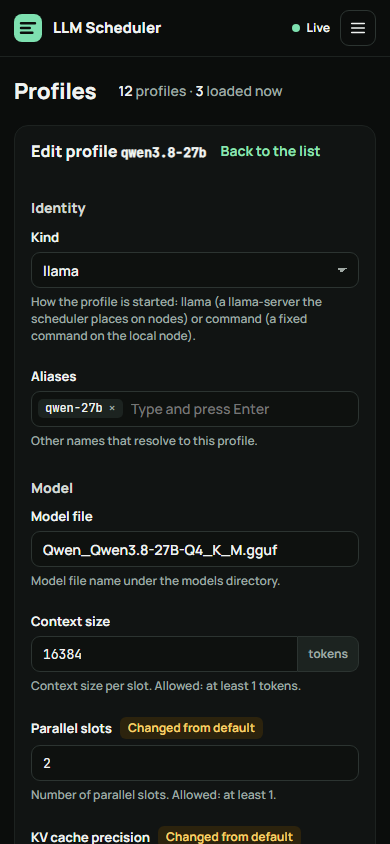 LLM Scheduler
Live
Profiles
12 profiles · 3 loaded now
Edit profile qwen3.8-27b Back to the list
Identity
Kind
llama
How the profile is started: llama (a llama-server the
scheduler places on nodes) or command (a fixed
command on the local node).
Aliases
qwen-27b × Type and press Enter
Other names that resolve to this profile.
Model
Model file
Qwen_Qwen3.8-27B-Q4_K_M.gguf
Model file name under the models directory.
Context size
16384 tokens
Context size per slot. Allowed: at least 1 tokens.
Parallel slots Changed from default
2
Number of parallel slots. Allowed: at least 1.
KV cache precision Changed from default